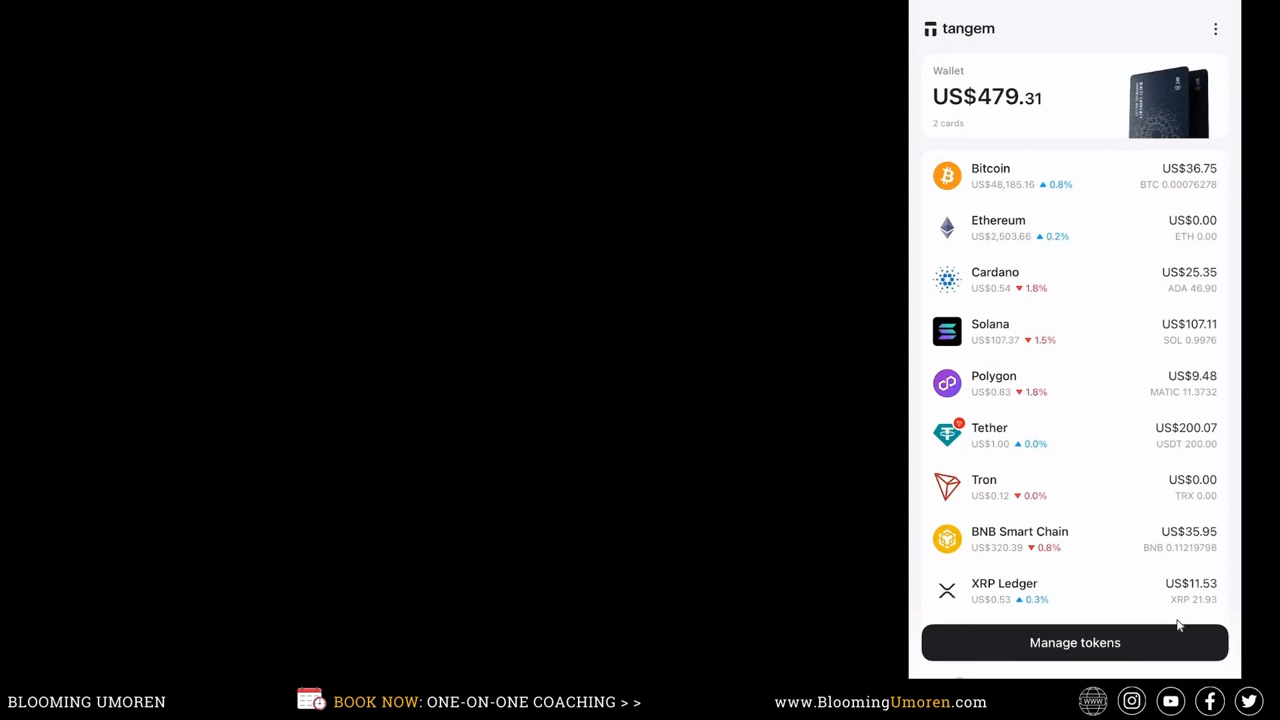 tangem
Wallet
US$479.31
2 cards
Bitcoin US$36.75
US$48,185.16 ▲ 0.8% BTC 0.00076278
Ethereum US$0.00
US$2,503.66 ▲ 0.2% ETH 0.00
Cardano US$25.35
US$0.54 ▼ 1.8% ADA 46.90
Solana US$107.11
US$107.37 ▼ 1.5% SOL 0.9976
Polygon US$9.48
US$0.83 ▼ 1.8% MATIC 11.3732
Tether US$200.07
US$1.00 ▲ 0.0% USDT 200.00
Tron US$0.00
US$0.12 ▼ 0.0% TRX 0.00
BNB Smart Chain US$35.95
US$320.39 ▼ 0.8% BNB 0.11219798
XRP Ledger US$11.53
US$0.53 ▲ 0.3% XRP 21.93
Manage tokens
BLOOMING UMOREN BOOK NOW: ONE-ON-ONE COACHING > > www.BloomingUmoren.com WWW